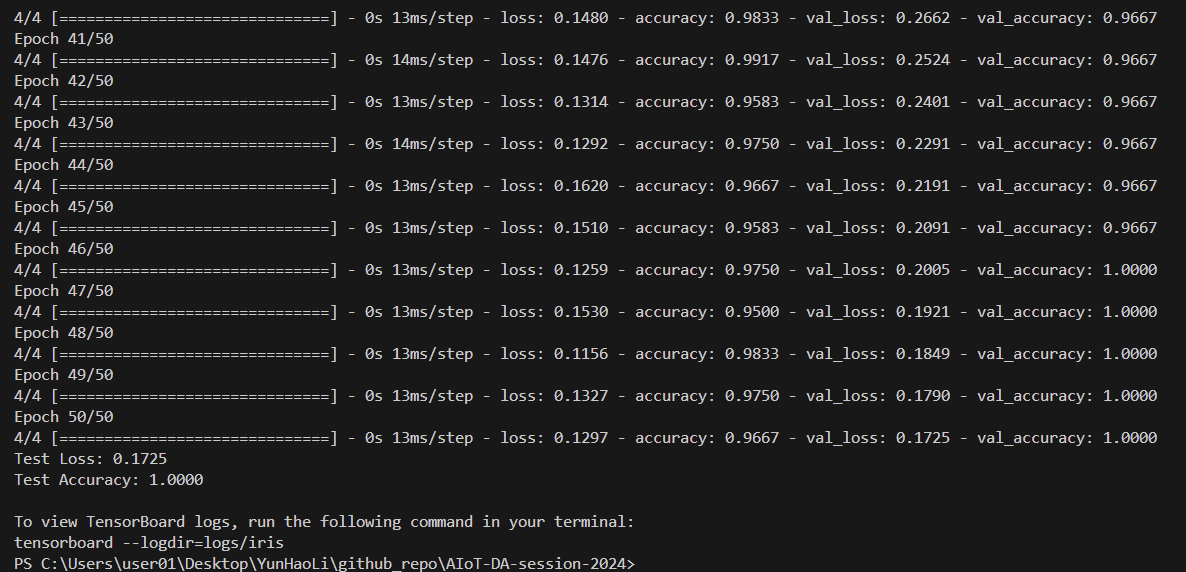 4/4 [==============================] - 0s 13ms/step - loss: 0.1480 - accuracy: 0.9833 - val_loss: 0.2662 - val_accuracy: 0.9667
Epoch 41/50
4/4 [==============================] - 0s 14ms/step - loss: 0.1476 - accuracy: 0.9917 - val_loss: 0.2524 - val_accuracy: 0.9667
Epoch 42/50
4/4 [==============================] - 0s 13ms/step - loss: 0.1314 - accuracy: 0.9583 - val_loss: 0.2401 - val_accuracy: 0.9667
Epoch 43/50
4/4 [==============================] - 0s 14ms/step - loss: 0.1292 - accuracy: 0.9750 - val_loss: 0.2291 - val_accuracy: 0.9667
Epoch 44/50
4/4 [==============================] - 0s 13ms/step - loss: 0.1620 - accuracy: 0.9667 - val_loss: 0.2191 - val_accuracy: 0.9667
Epoch 45/50
4/4 [==============================] - 0s 13ms/step - loss: 0.1510 - accuracy: 0.9583 - val_loss: 0.2091 - val_accuracy: 0.9667
Epoch 46/50
4/4 [==============================] - 0s 13ms/step - loss: 0.1259 - accuracy: 0.9750 - val_loss: 0.2005 - val_accuracy: 1.0000
Epoch 47/50
4/4 [==============================] - 0s 13ms/step - loss: 0.1530 - accuracy: 0.9500 - val_loss: 0.1921 - val_accuracy: 1.0000
Epoch 48/50
4/4 [==============================] - 0s 13ms/step - loss: 0.1156 - accuracy: 0.9833 - val_loss: 0.1849 - val_accuracy: 1.0000
Epoch 49/50
4/4 [==============================] - 0s 13ms/step - loss: 0.1327 - accuracy: 0.9750 - val_loss: 0.1790 - val_accuracy: 1.0000
Epoch 50/50
4/4 [==============================] - 0s 13ms/step - loss: 0.1297 - accuracy: 0.9667 - val_loss: 0.1725 - val_accuracy: 1.0000
Test Loss: 0.1725
Test Accuracy: 1.0000
To view TensorBoard logs, run the following command in your terminal:
tensorboard --logdir=logs/iris
PS C:\Users\user01\Desktop\YunHaoLi\github_repo\AIoT-DA-session-2024>